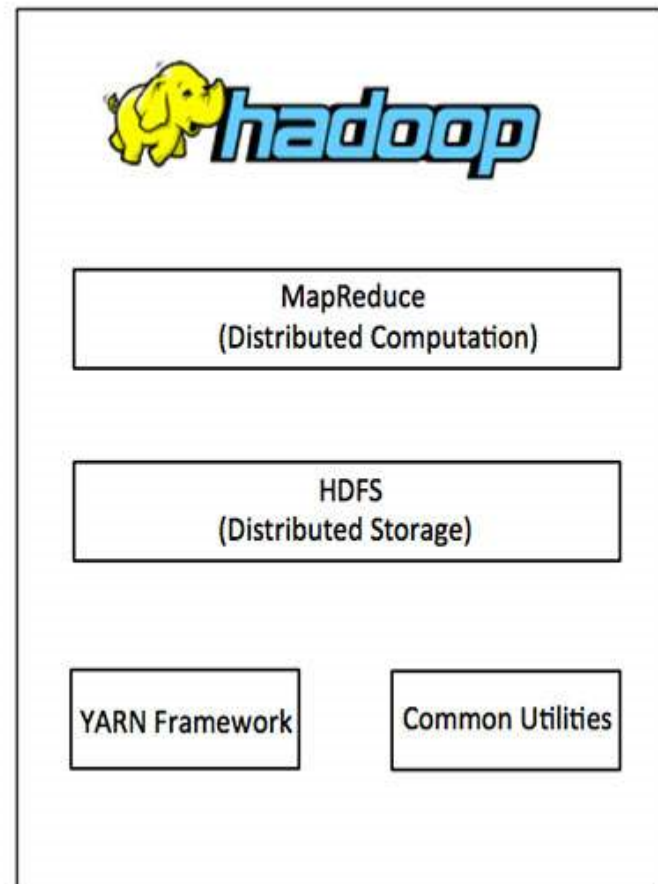 hadoop
MapReduce
(Distributed Computation)
HDFS
(Distributed Storage)
YARN Framework
Common Utilities